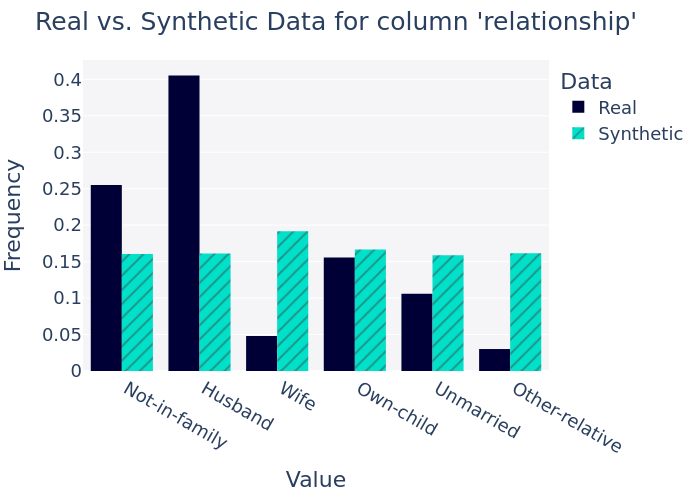 Real vs. Synthetic Data for column 'relationship'
Data
Real
Synthetic
Frequency
0.4
0.35
0.3
0.25
0.2
0.15
0.1
0.05
0
Not-in-family
Husband
Wife
Own-child
Unmarried
Other-relative
Value